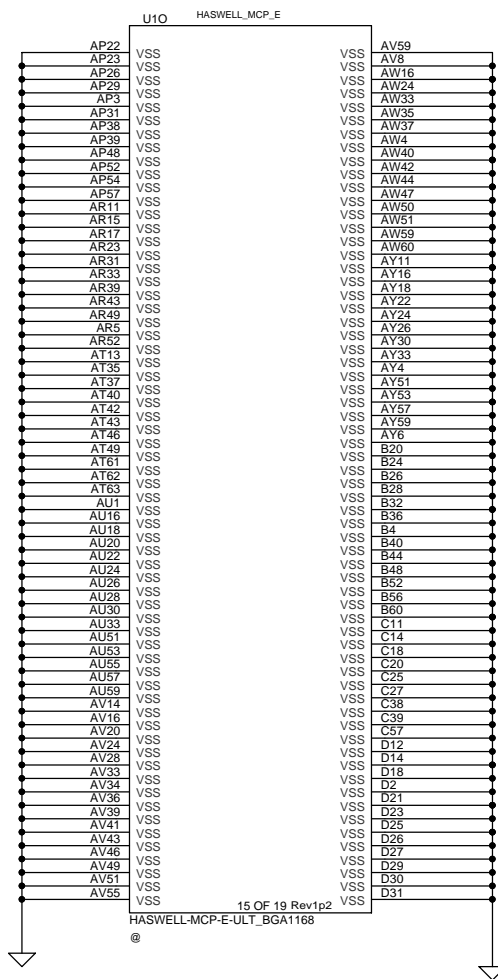 U1O HASWELL_MCP_E
AP22 VSS VSS AV59
AP23 VSS VSS AV8
AP26 VSS VSS AW16
AP29 VSS VSS AW24
AP3 VSS VSS AW33
AP31 VSS VSS AW35
AP38 VSS VSS AW37
AP39 VSS VSS AW4
AP48 VSS VSS AW40
AP52 VSS VSS AW42
AP54 VSS VSS AW44
AP57 VSS VSS AW47
AR11 VSS VSS AW50
AR15 VSS VSS AW51
AR17 VSS VSS AW59
AR23 VSS VSS AW60
AR31 VSS VSS AY11
AR33 VSS VSS AY16
AR39 VSS VSS AY18
AR43 VSS VSS AY22
AR49 VSS VSS AY24
AR5 VSS VSS AY26
AR52 VSS VSS AY30
AT13 VSS VSS AY33
AT35 VSS VSS AY4
AT37 VSS VSS AY51
AT40 VSS VSS AY53
AT42 VSS VSS AY57
AT43 VSS VSS AY59
AT46 VSS VSS AY6
AT49 VSS VSS B20
AT61 VSS VSS B24
AT62 VSS VSS B26
AT63 VSS VSS B28
AU1 VSS VSS B32
AU16 VSS VSS B36
AU18 VSS VSS B4
AU20 VSS VSS B40
AU22 VSS VSS B44
AU24 VSS VSS B48
AU26 VSS VSS B52
AU28 VSS VSS B56
AU30 VSS VSS B60
AU33 VSS VSS C11
AU51 VSS VSS C14
AU53 VSS VSS C18
AU55 VSS VSS C20
AU57 VSS VSS C25
AU59 VSS VSS C27
AV14 VSS VSS C38
AV16 VSS VSS C39
AV20 VSS VSS C57
AV24 VSS VSS D12
AV28 VSS VSS D14
AV33 VSS VSS D18
AV34 VSS VSS D2
AV36 VSS VSS D21
AV39 VSS VSS D23
AV41 VSS VSS D25
AV43 VSS VSS D26
AV46 VSS VSS D27
AV49 VSS VSS D29
AV51 VSS VSS D30
AV55 VSS VSS D31
15 OF 19 Rev1p2
HASWELL-MCP-E-ULT_BGA1168
@